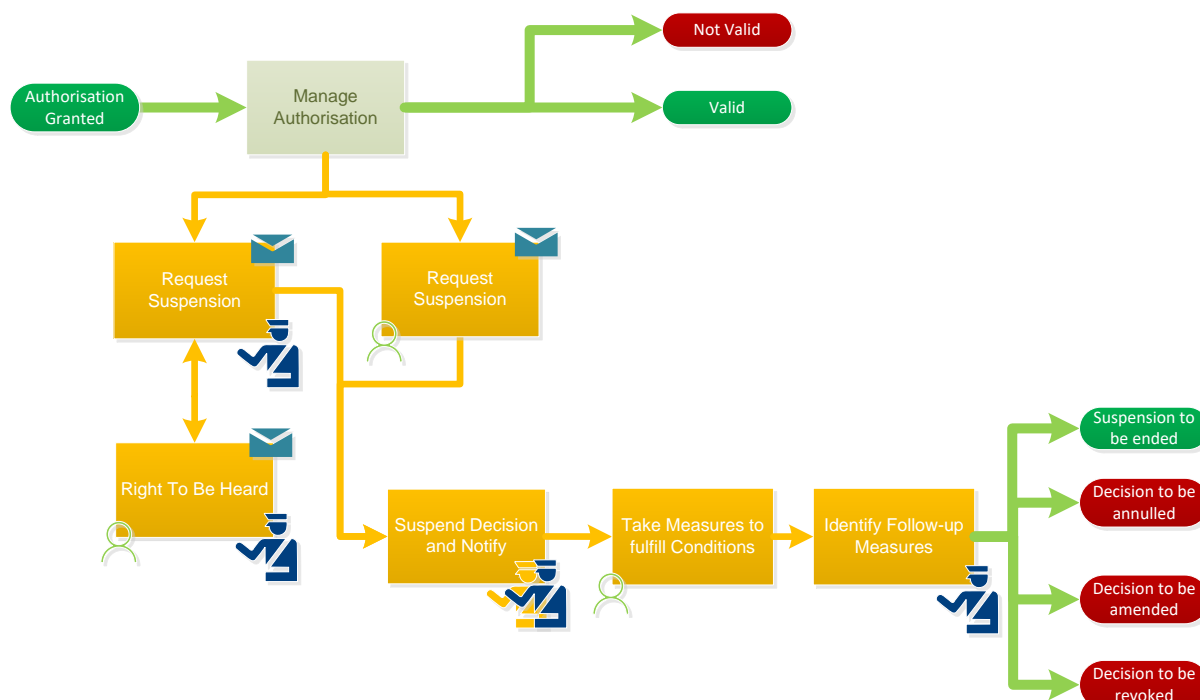 Not Valid
Authorisation
Granted
Manage
Authorisation
Valid
Request
Suspension
Request
Suspension
Right To Be Heard
Suspend Decision
and Notify
Take Measures to
fulfill Conditions
Identify Follow-up
Measures
Suspension to
be ended
Decision to be
annulled
Decision to be
amended
Decision to be
revoked